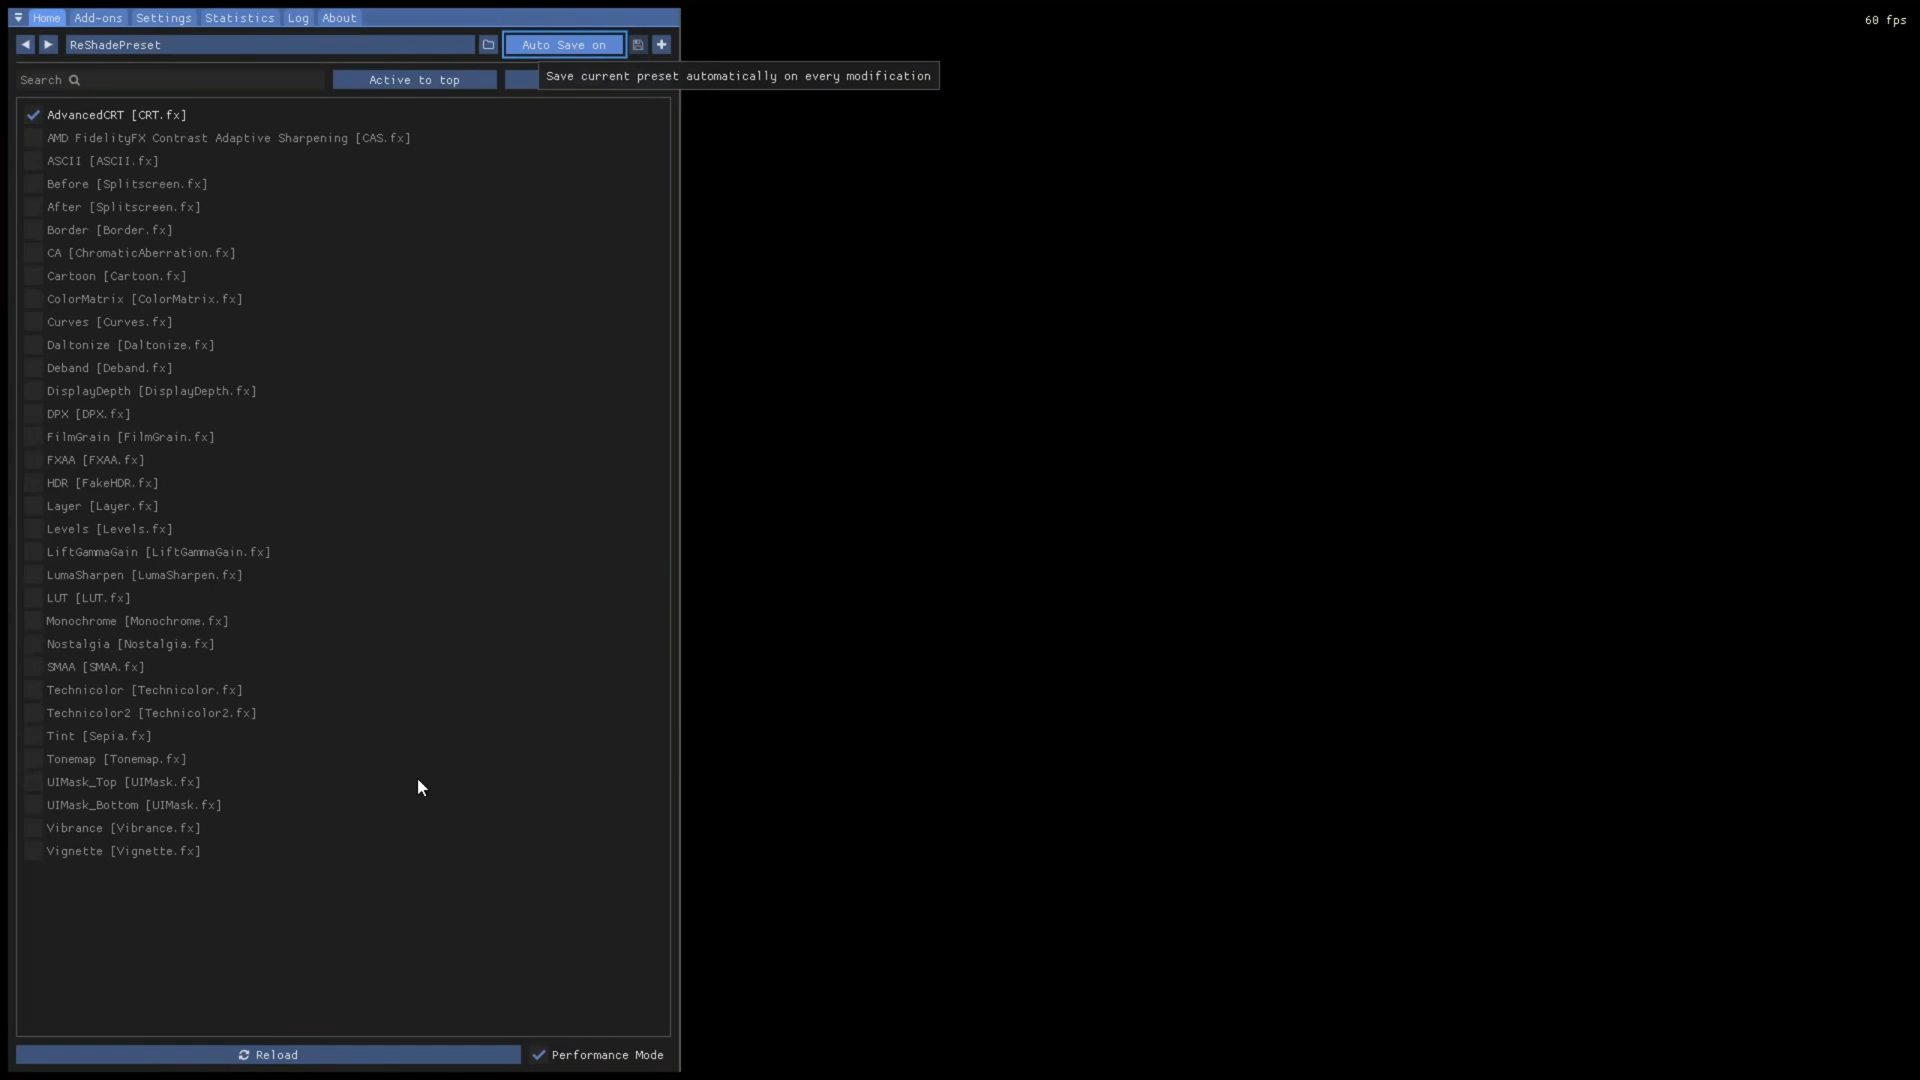 Home Add-ons Settings Statistics Log About
60 fps
ReShadePreset Auto Save on
Search Active to top
Save current preset automatically on every modification
AdvancedCRT [CRT.fx]
AMD FidelityFX Contrast Adaptive Sharpening [CAS.fx]
ASCII [ASCII.fx]
Before [Splitscreen.fx]
After [Splitscreen.fx]
Border [Border.fx]
CA [ChromaticAberration.fx]
Cartoon [Cartoon.fx]
ColorMatrix [ColorMatrix.fx]
Curves [Curves.fx]
Daltonize [Daltonize.fx]
Deband [Deband.fx]
DisplayDepth [DisplayDepth.fx]
DPX [DPX.fx]
FilmGrain [FilmGrain.fx]
FXAA [FXAA.fx]
HDR [FakeHDR.fx]
Layer [Layer.fx]
Levels [Levels.fx]
LiftGammaGain [LiftGammaGain.fx]
LumaSharpen [LumaSharpen.fx]
LUT [LUT.fx]
Monochrome [Monochrome.fx]
Nostalgia [Nostalgia.fx]
SMAA [SMAA.fx]
Technicolor [Technicolor.fx]
Technicolor2 [Technicolor2.fx]
Tint [Sepia.fx]
Tonemap [Tonemap.fx]
UIMask_Top [UIMask.fx]
UIMask_Bottom [UIMask.fx]
Vibrance [Vibrance.fx]
Vignette [Vignette.fx]
Reload Performance Mode